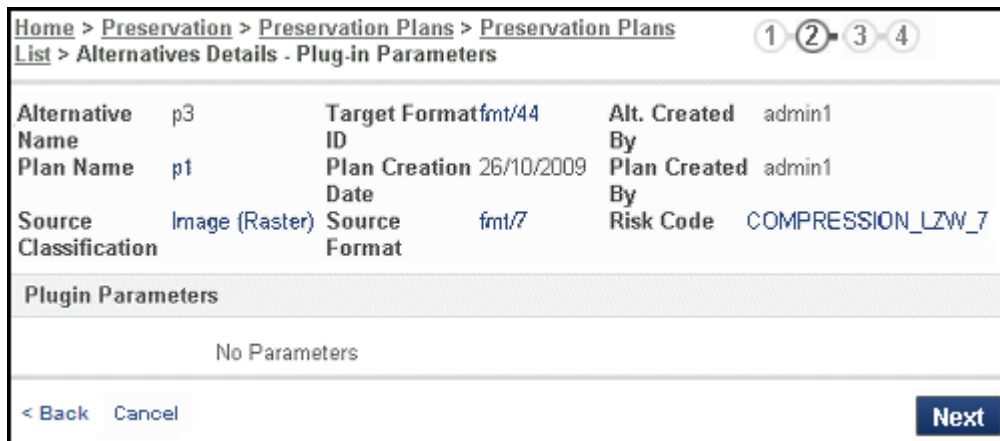 Home > Preservation > Preservation Plans > Preservation Plans
List > Alternatives Details - Plug-in Parameters
1 2 3 4
Alternative Name p3 Target Format ID fmt/44 Alt. Created By admin1
Plan Name p1 Plan Creation Date 26/10/2009 Plan Created By admin1
Source Classification Image (Raster) Source Format fmt/7 Risk Code COMPRESSION_LZW_7
Plugin Parameters
No Parameters
< Back Cancel Next